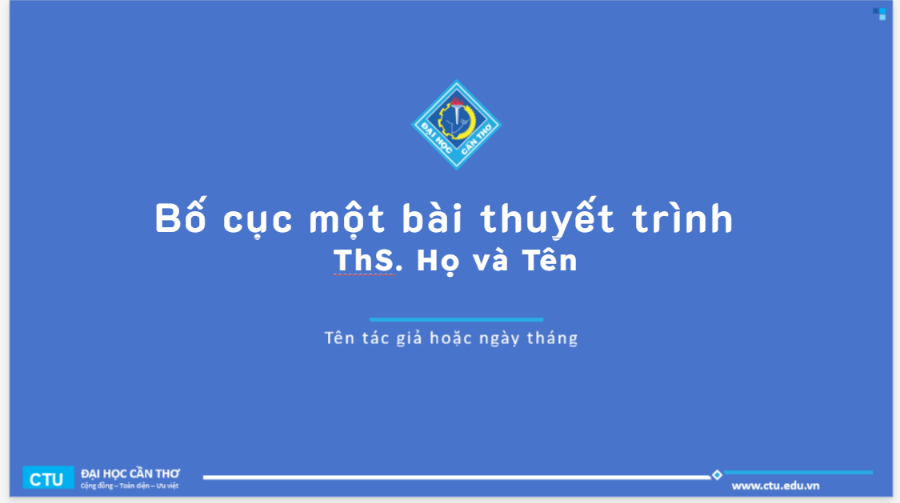 ĐẠI HỌC CẦN THƠ
Bố cục một bài thuyết trình
ThS. Họ và Tên
Tên tác giả hoặc ngày tháng
CTU
ĐẠI HỌC CẦN THƠ
Cộng đồng – Toàn diện – Ưu việt
www.ctu.edu.vn